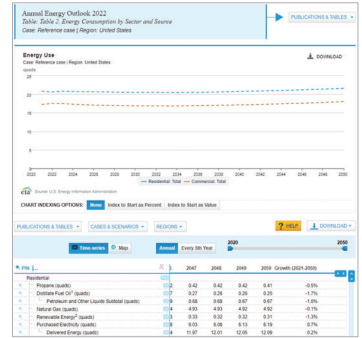 Annual Energy Outlook 2022
Table: Table 2. Energy Consumption by Sector and Source
Case: Reference case | Region: United States
PUBLICATIONS & TABLES
Energy Use
Case: Reference case | Region: United States
DOWNLOAD
quads
25
20
15
10
5
0
2020 2022 2024 2026 2028 2030 2032 2034 2036 2038 2040 2042 2044 2046 2048 2050
Residential: Total Commercial: Total
eia Source: U.S. Energy Information Administration
CHART INDEXING OPTIONS: None Index to Start as Percent Index to Start as Value
PUBLICATIONS & TABLES CASES & SCENARIOS REGIONS ? HELP DOWNLOAD
Time-series Map Annual Every 5th Year 2020 2050
PIN 2047 2048 2049 2050 Growth (2021-2050)
Residential
Propane (quads) 2 0.42 0.42 0.42 0.41 -0.5%
Distillate Fuel Oil (quads) 7 0.27 0.26 0.26 0.25 -1.7%
Petroleum and Other Liquids Subtotal (quads) 9 0.68 0.68 0.67 0.67 -1.0%
Natural Gas (quads) 4 4.93 4.93 4.92 4.92 -0.1%
Renewable Energy (quads) 3 0.33 0.32 0.32 0.31 -1.3%
Purchased Electricity (quads) 8 6.03 6.08 6.13 6.19 0.7%
Delivered Energy (quads) 4 11.97 12.01 12.05 12.09 0.2%